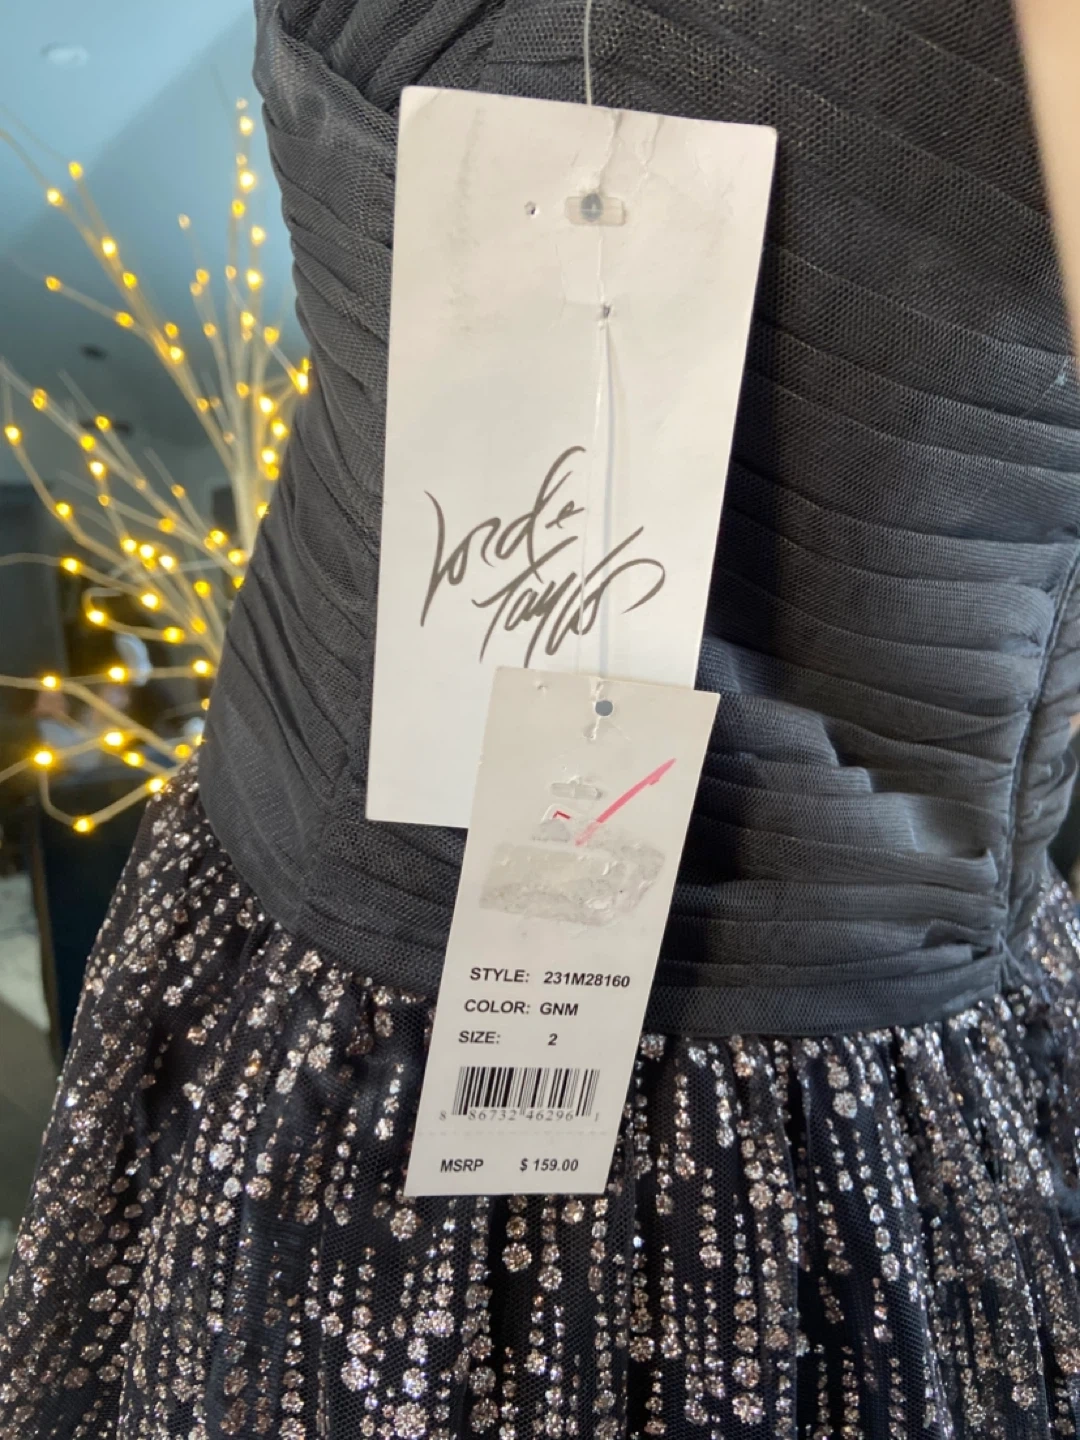 Lord &
Taylor
STYLE: 231M28160
COLOR: GNM
SIZE: 2
8 86732 46296 1
MSRP $ 159.00